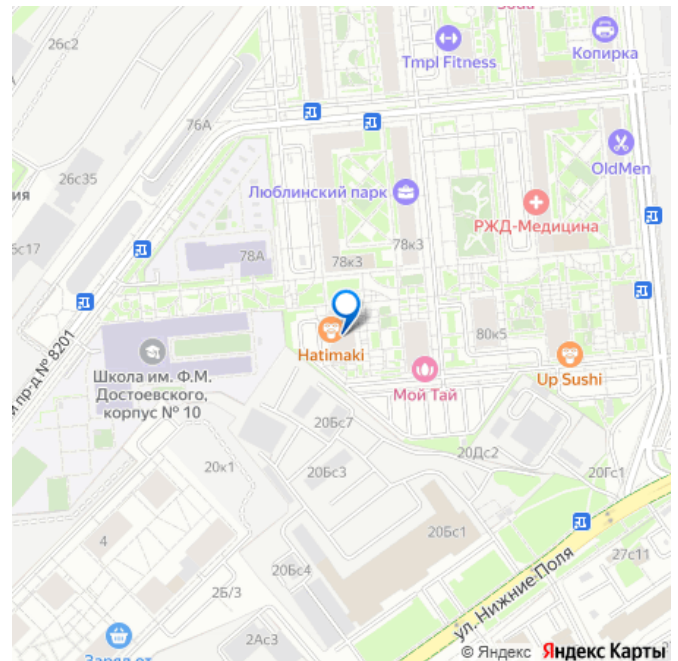 26с2
Tmpl Fitness
Копирка
76А
26с35
OldMen
ия
Люблинский парк
РЖД-Медицина
78к3
78А
78к3
80к5
Hatimaki
Школа им. Ф.М.
Достоевского,
корпус № 10
Мой Тай
Up Sushi
пр-д № 8201
20Бс7
20Дс2
20к1
20Бс3
20Гс1
4
20Бс1
27с11
20Бс4
2Б/3
ул. Нижние Поля
2Ас3
Заряд от
© Яндекс Яндекс Карты